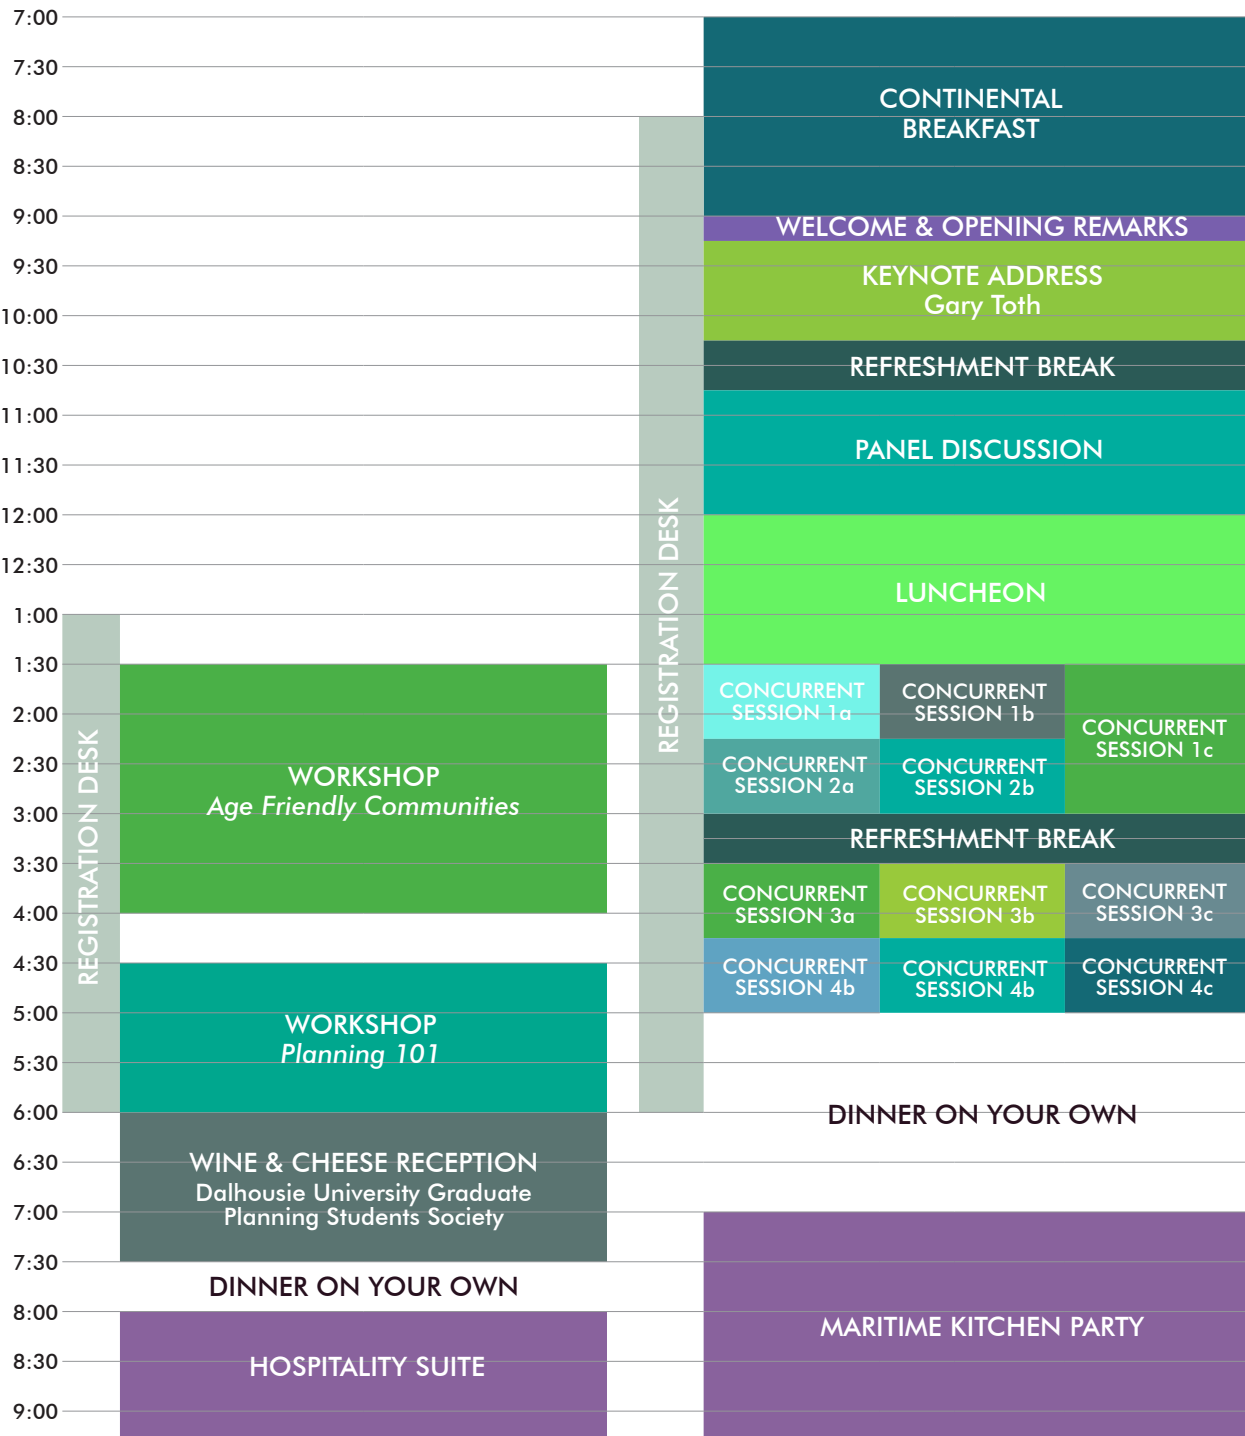 7:00
7:30
8:00
8:30
9:00
9:30
10:00
10:30
11:00
11:30
12:00
12:30
1:00
1:30
2:00
2:30
3:00
3:30
4:00
4:30
5:00
5:30
6:00
6:30
7:00
7:30
8:00
8:30
9:00
REGISTRATION DESK
WORKSHOP
Age Friendly Communities
WORKSHOP
Planning 101
WINE & CHEESE RECEPTION
Dalhousie University Graduate
Planning Students Society
DINNER ON YOUR OWN
HOSPITALITY SUITE
REGISTRATION DESK
CONTINENTAL
BREAKFAST
WELCOME & OPENING REMARKS
KEYNOTE ADDRESS
Gary Toth
REFRESHMENT BREAK
PANEL DISCUSSION
LUNCHEON
CONCURRENT
SESSION 1a
CONCURRENT
SESSION 1b
CONCURRENT
SESSION 1c
CONCURRENT
SESSION 2a
CONCURRENT
SESSION 2b
REFRESHMENT BREAK
CONCURRENT
SESSION 3a
CONCURRENT
SESSION 3b
CONCURRENT
SESSION 3c
CONCURRENT
SESSION 4b
CONCURRENT
SESSION 4b
CONCURRENT
SESSION 4c
DINNER ON YOUR OWN
MARITIME KITCHEN PARTY